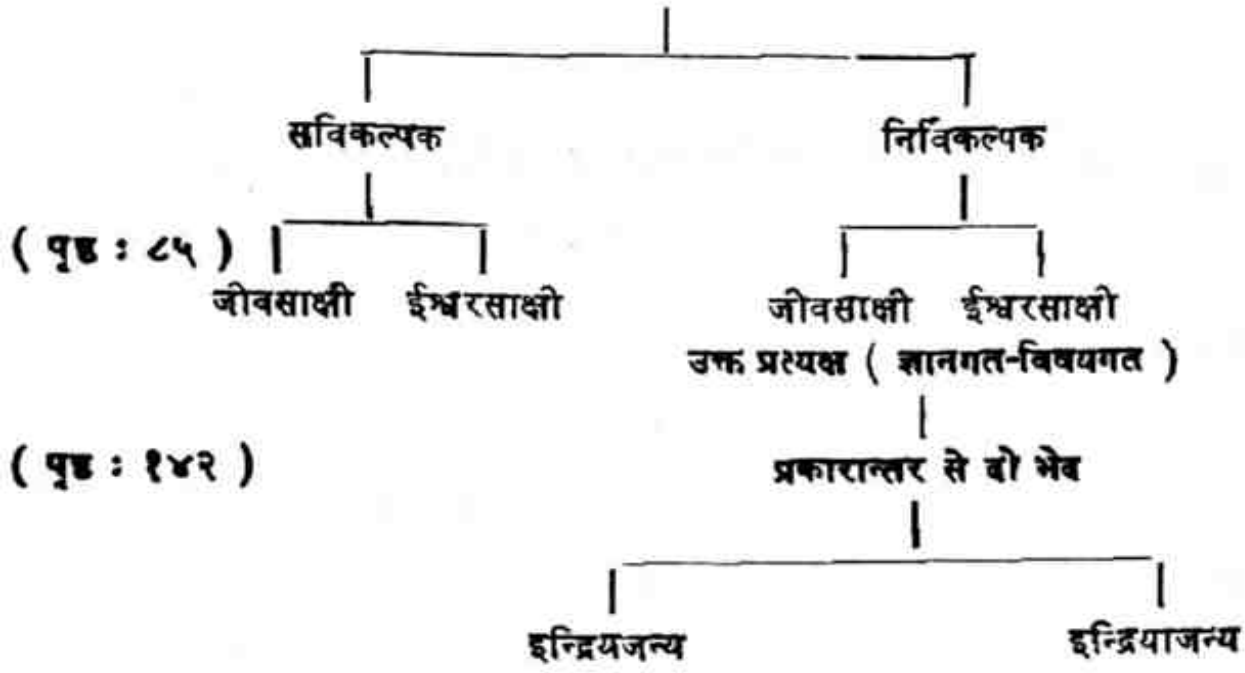 सविकल्पक निर्विकल्पक
( पृष्ठ : ८५ )
जीवसाक्षी ईश्वरसाक्षी जीवसाक्षी ईश्वरसाक्षी
उक्त प्रत्यक्ष ( ज्ञानगत-विषयगत )
( पृष्ठ : १४२ ) प्रकारान्तर से दो भेद
इन्द्रियजन्य इन्द्रियाजन्य